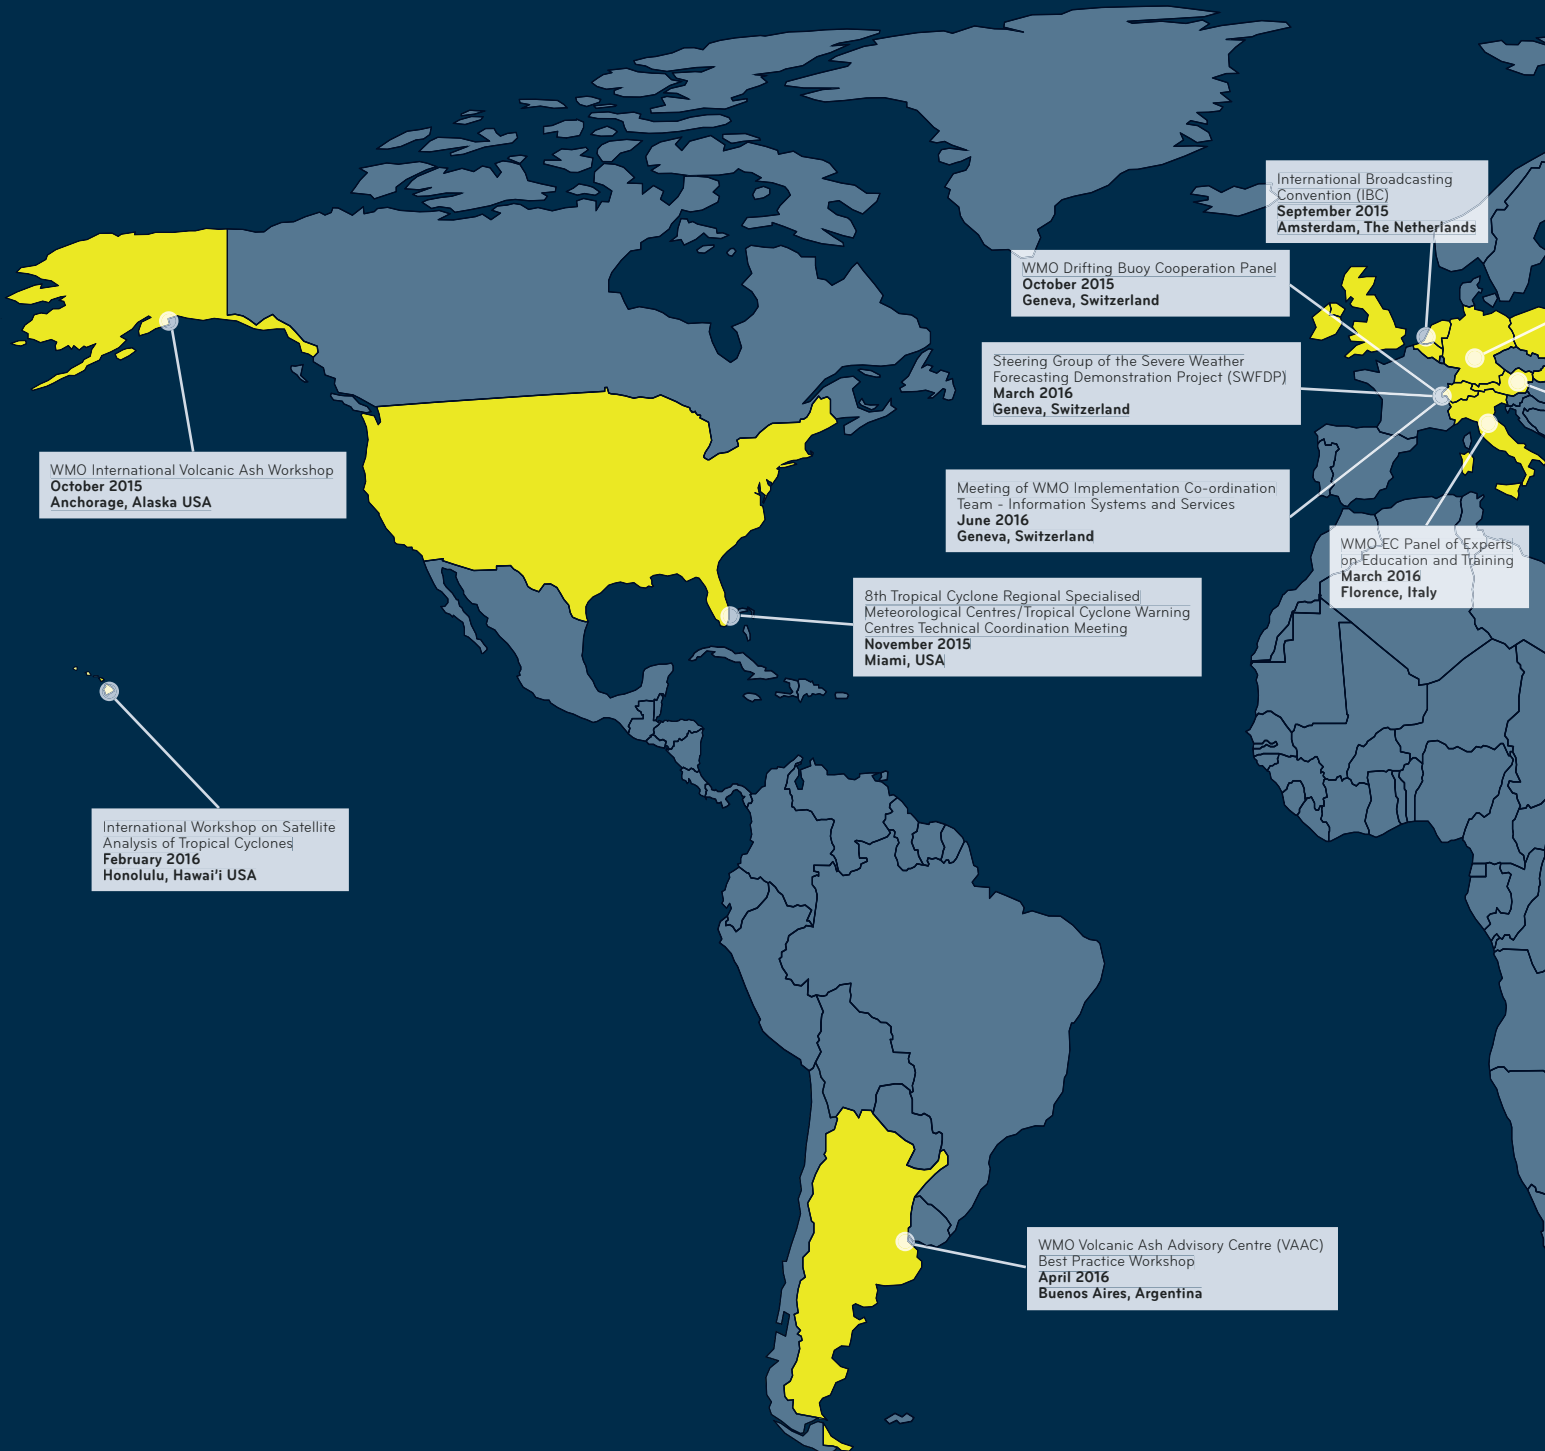 International Broadcasting
Convention (IBC)
September 2015
Amsterdam, The Netherlands
WMO Drifting Buoy Cooperation Panel
October 2015
Geneva, Switzerland
Steering Group of the Severe Weather
Forecasting Demonstration Project (SWFDP)
March 2016
Geneva, Switzerland
WMO International Volcanic Ash Workshop
October 2015
Anchorage, Alaska USA
Meeting of WMO Implementation Co-ordination
Team - Information Systems and Services
June 2016
Geneva, Switzerland
WMO EC Panel of Experts
on Education and Training
March 2016
Florence, Italy
8th Tropical Cyclone Regional Specialised
Meteorological Centres/Tropical Cyclone Warning
Centres Technical Coordination Meeting
November 2015
Miami, USA
International Workshop on Satellite
Analysis of Tropical Cyclones
February 2016
Honolulu, Hawai’i USA
WMO Volcanic Ash Advisory Centre (VAAC)
Best Practice Workshop
April 2016
Buenos Aires, Argentina